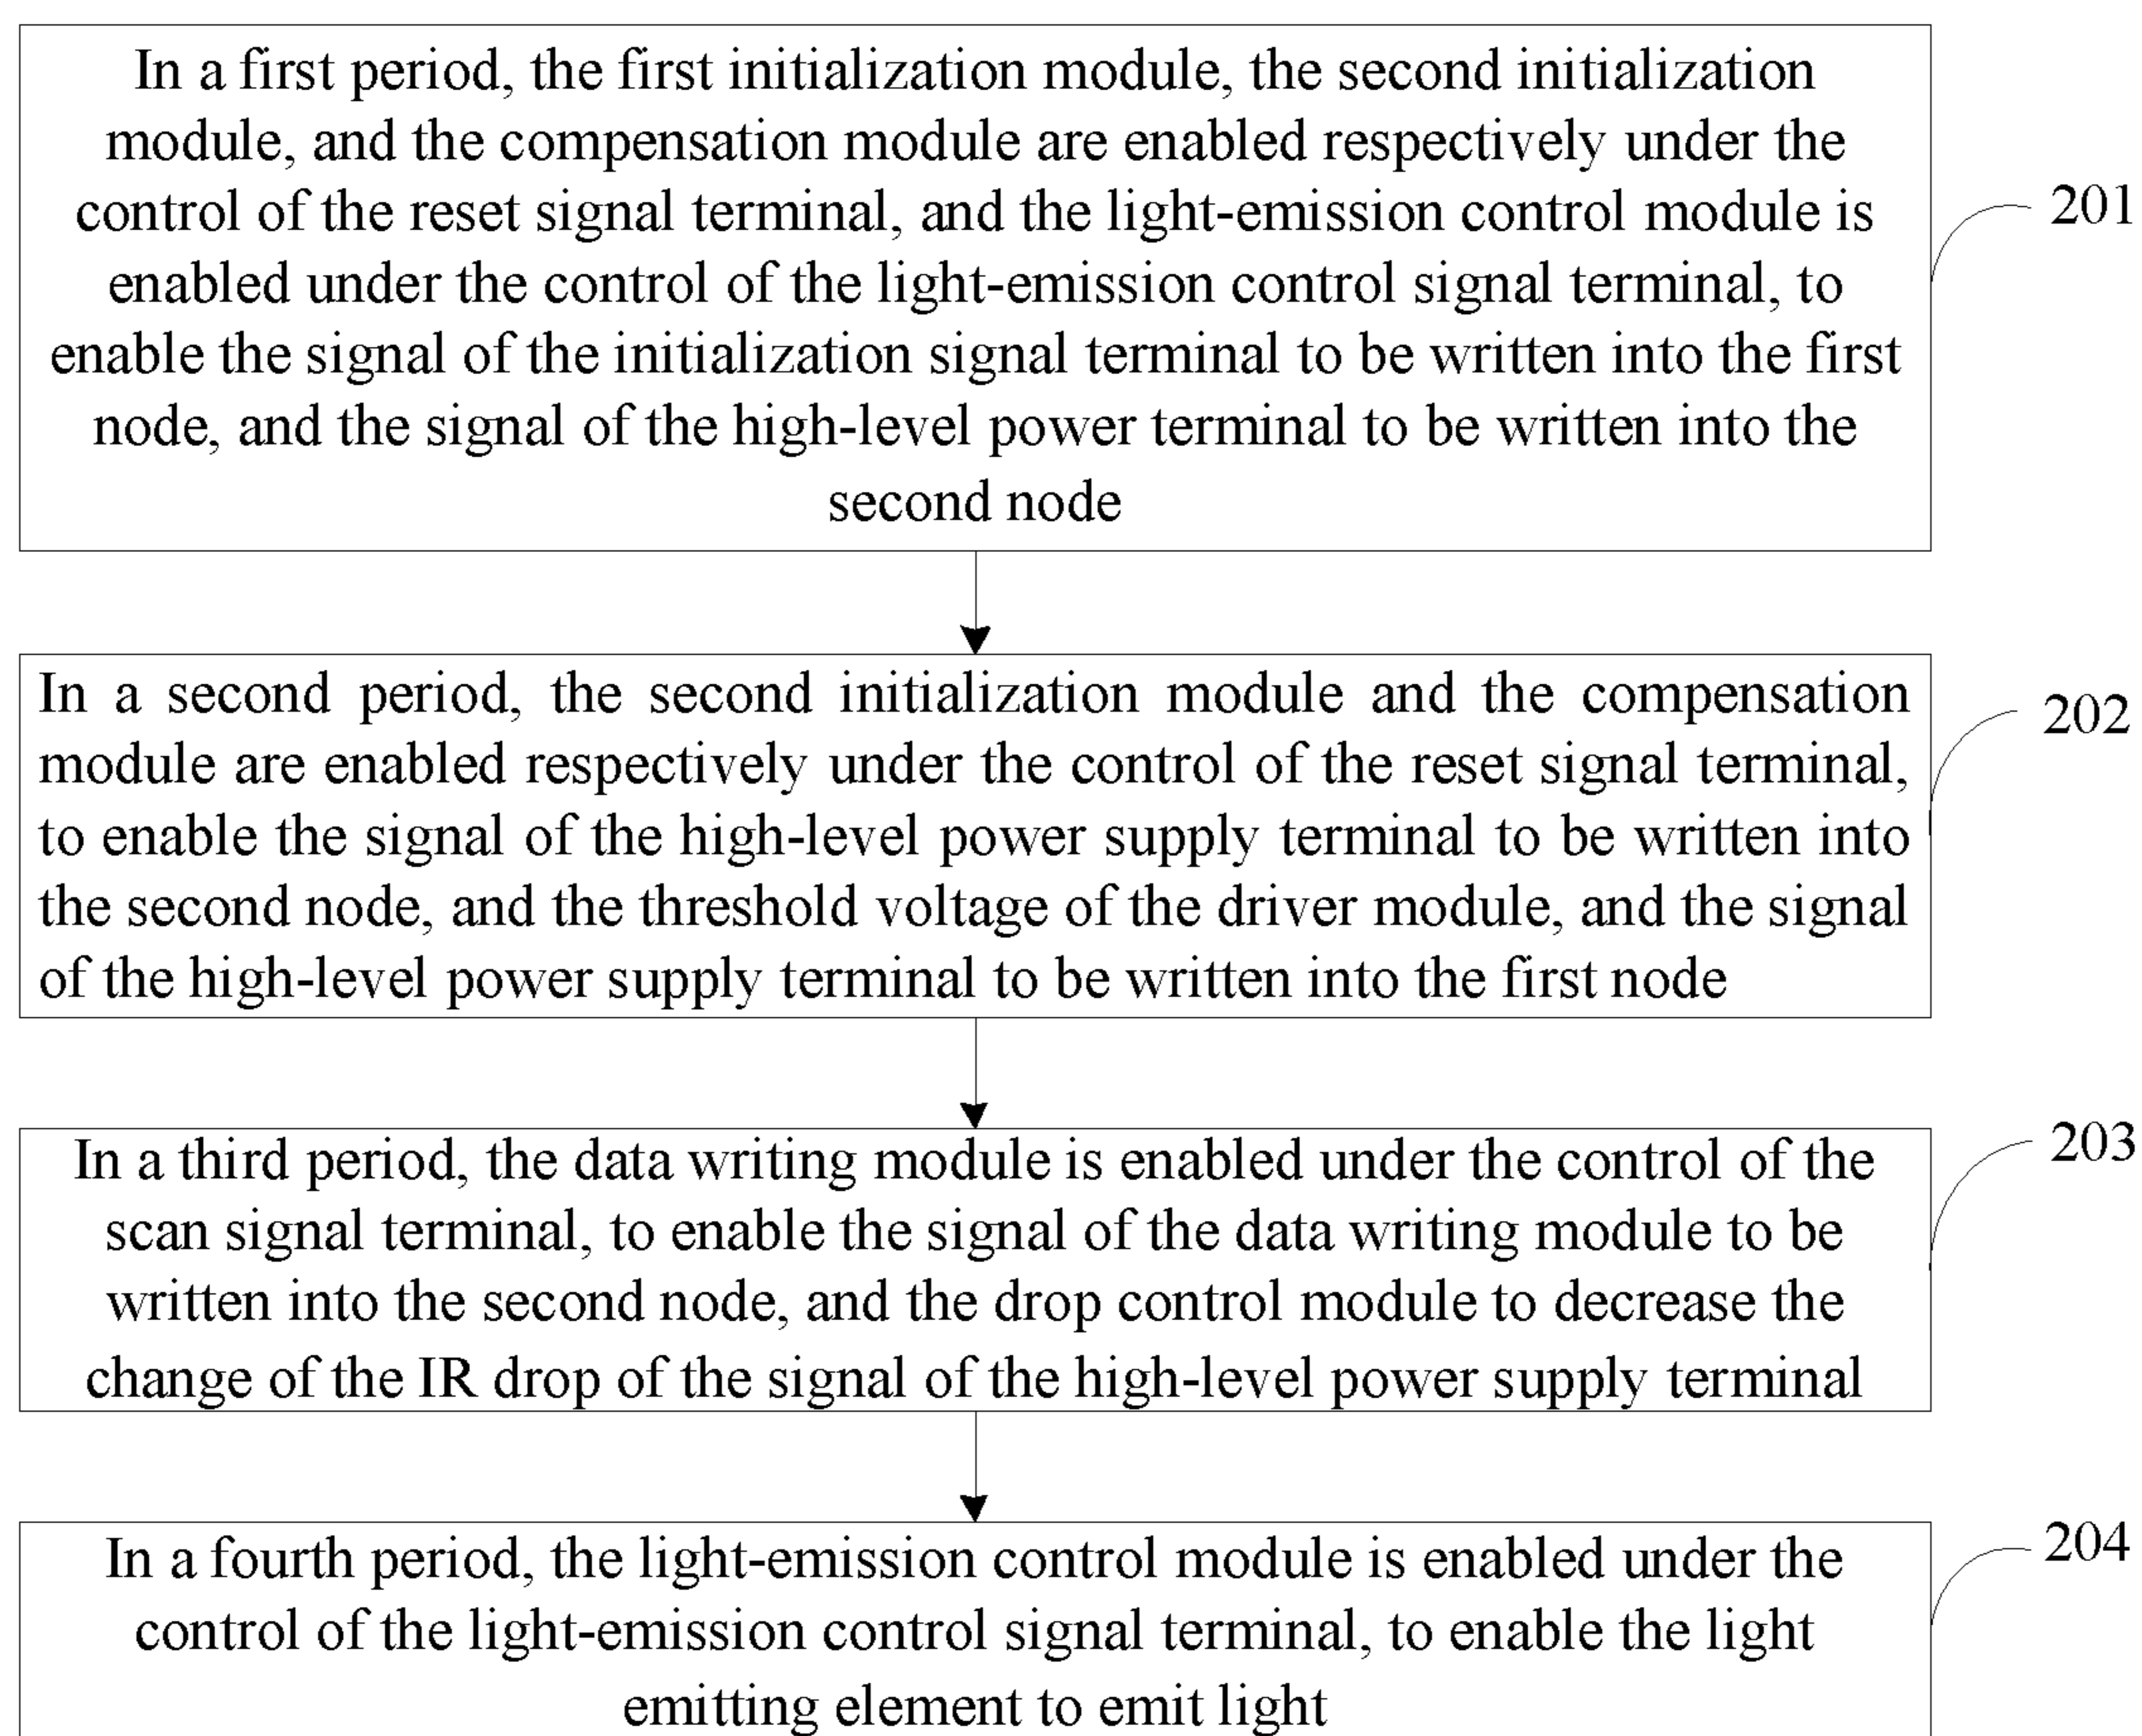 In a first period, the first initialization module, the second initialization
module, and the compensation module are enabled respectively under the
control of the reset signal terminal, and the light-emission control module is
enabled under the control of the light-emission control signal terminal, to
enable the signal of the initialization signal terminal to be written into the first
node, and the signal of the high-level power terminal to be written into the
second node
201
In a second period, the second initialization module and the compensation
module are enabled respectively under the control of the reset signal terminal,
to enable the signal of the high-level power supply terminal to be written into
the second node, and the threshold voltage of the driver module, and the signal
of the high-level power supply terminal to be written into the first node
202
In a third period, the data writing module is enabled under the control of the
scan signal terminal, to enable the signal of the data writing module to be
written into the second node, and the drop control module to decrease the
change of the IR drop of the signal of the high-level power supply terminal
203
In a fourth period, the light-emission control module is enabled under the
control of the light-emission control signal terminal, to enable the light
emitting element to emit light
204